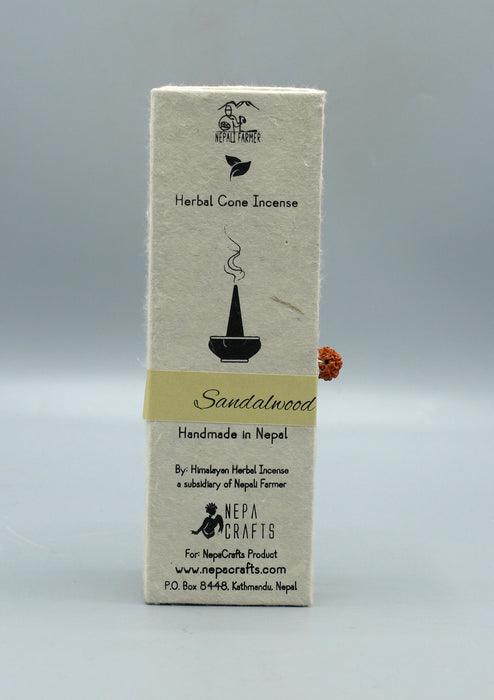 NEPALI FARMER
Herbal Cone Incense
Sandalwood
Handmade in Nepal
By: Himalayan Herbal Incense
a subsidiary of Nepali Farmer
NEPA
CRAFTS
For: NepaCrafts Product
www.nepacrafts.com
P.O. Box 8448, Kathmandu, Nepal